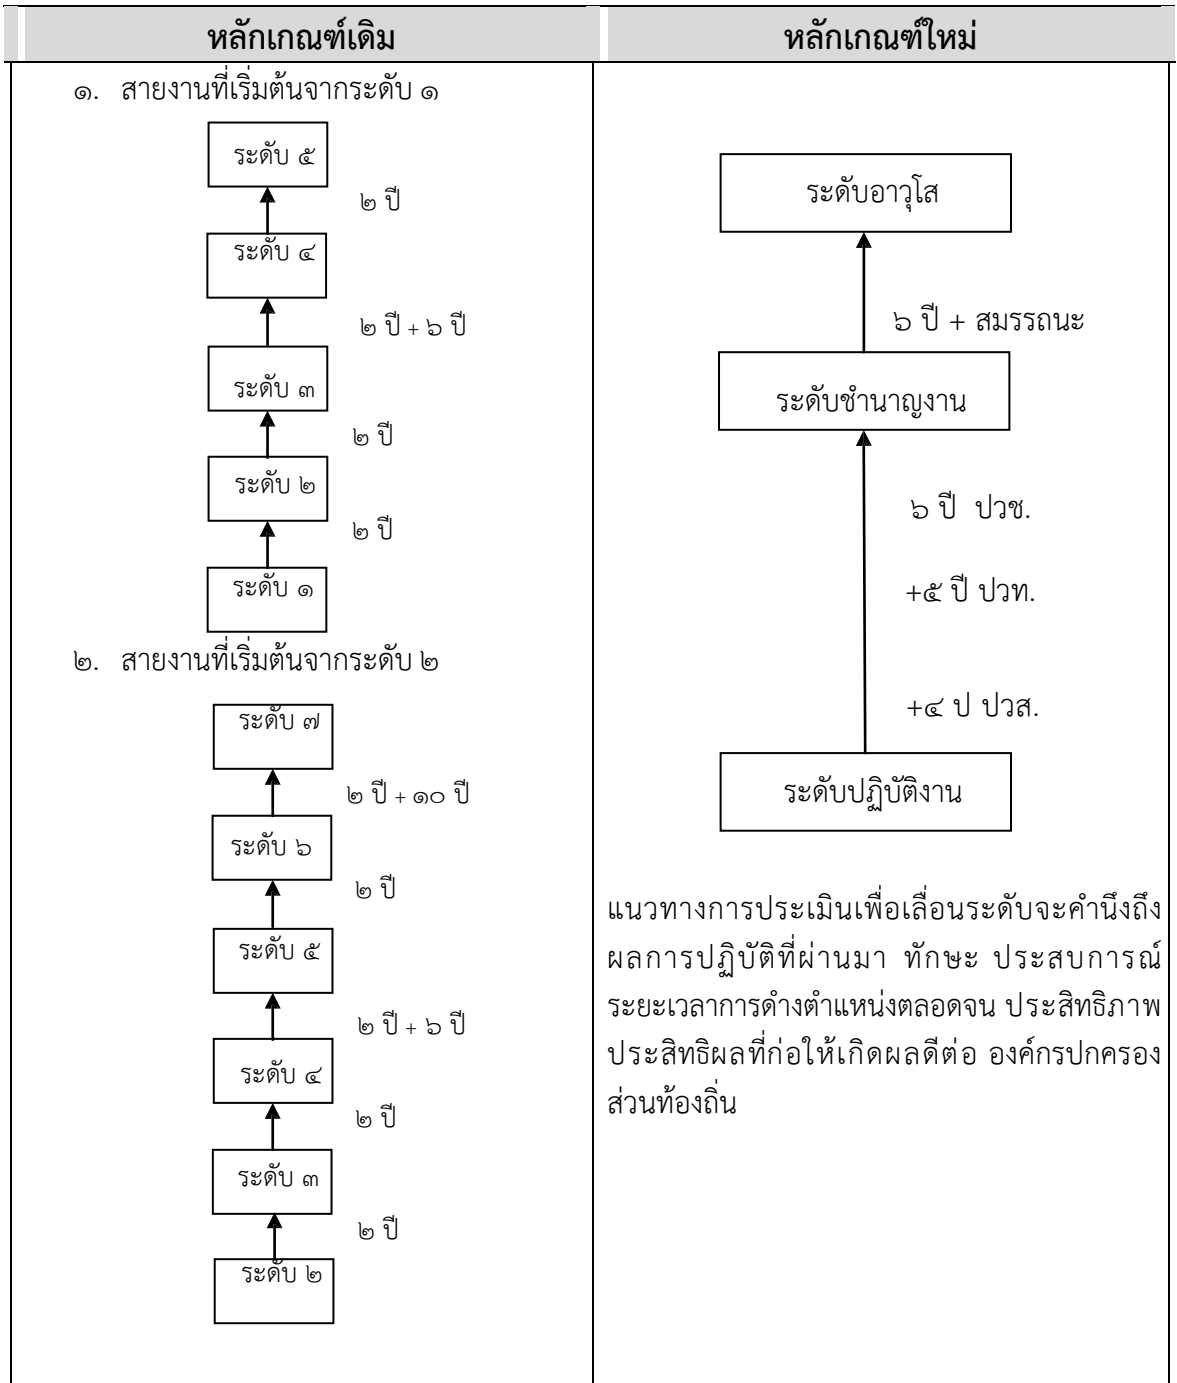 หลักเกณฑ์เดิม
หลักเกณฑ์ใหม่
๑. สายงานที่เริ่มต้นจากระดับ ๑
ระดับ ๕
๒ ปี
ระดับ ๔
๒ ปี + ๖ ปี
ระดับ ๓
๒ ปี
ระดับ ๒
๒ ปี
ระดับ ๑
๒. สายงานที่เริ่มต้นจากระดับ ๒
ระดับ ๗
๒ ปี + ๑๐ ปี
ระดับ ๖
๒ ปี
ระดับ ๕
๒ ปี + ๖ ปี
ระดับ ๔
๒ ปี
ระดับ ๓
๒ ปี
ระดับ ๒
ระดับอาวุโส
๖ ปี + สมรรถนะ
ระดับชำนาญงาน
๖ ปี ปวช.
+๕ ปี ปวท.
+๔ ป ปวส.
ระดับปฏิบัติงาน
แนวทางการประเมินเพื่อเลื่อนระดับจะคำนึงถึง
ผลการปฏิบัติที่ผ่านมา ทักษะ ประสบการณ์
ระยะเวลาการดำงตำแหน่งตลอดจน ประสิทธิภาพ
ประสิทธิผลที่ก่อให้เกิดผลดีต่อ องค์กรปกครอง
ส่วนท้องถิ่น